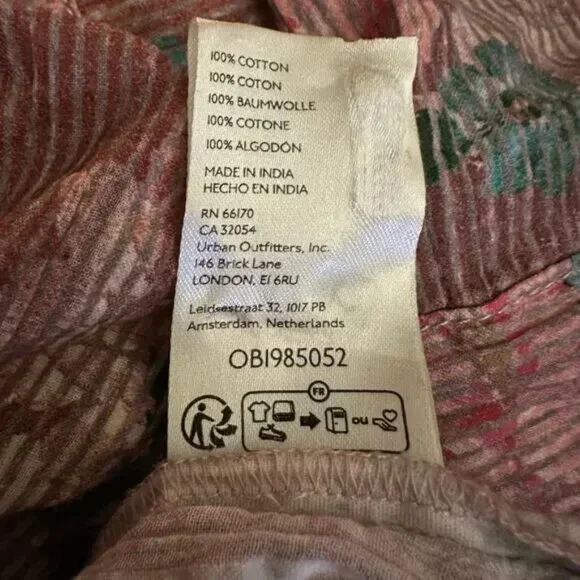 100% COTTON
100% COTON
100% BAUMWOLLE
100% COTONE
100% ALGODÓN
MADE IN INDIA
HECHO EN INDIA
RN 66170
CA 32054
Urban Outfitters, Inc.
146 Brick Lane
LONDON, E1 6RU
Leidsestraat 32, 1017 PB
Amsterdam, Netherlands
OB1985052
FR
OU